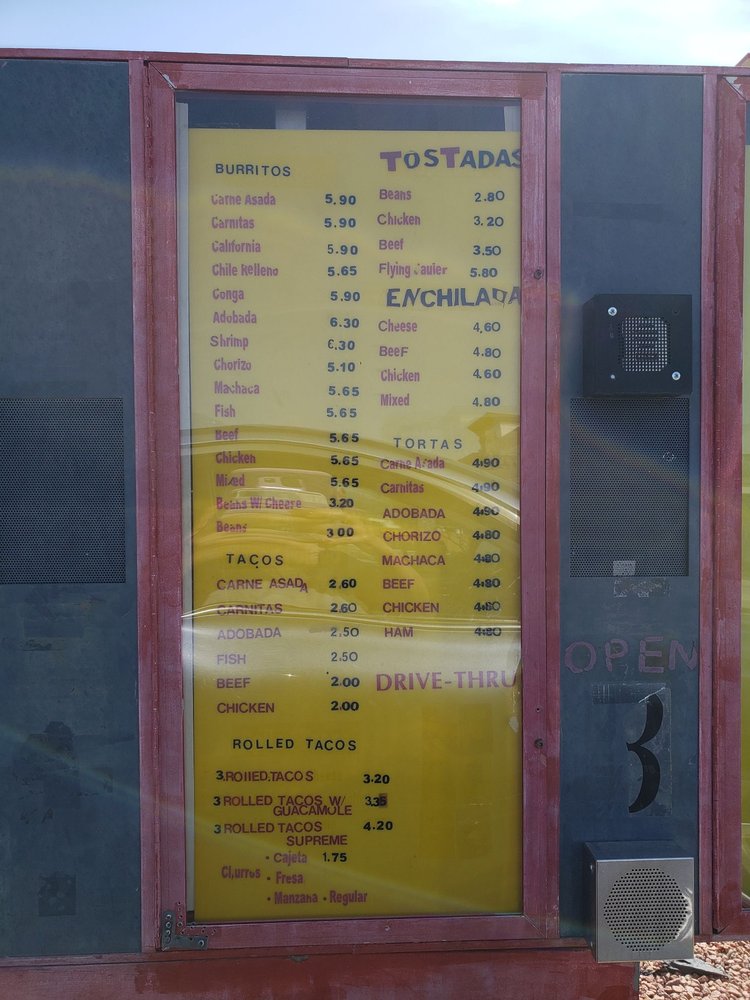 BURRITOS
Carne Asada 5.90
Carnitas 5.90
California 5.90
Chile Relleno 5.65
Conga 5.90
Adobada 6.30
Shrimp 6.30
Chorizo 5.10
Machaca 5.65
Fish 5.65
Beef 5.65
Chicken 5.65
Mixed 5.65
Beans W/ Cheese 3.20
Beans 3 00
TACOS
CARNE ASADA 2.60
CARNITAS 2.60
ADOBADA 2.50
FISH 2.50
BEEF 2.00
CHICKEN 2.00
ROLLED TACOS
3 ROllED TACOS 3.20
3 ROLLED TACOS W/ GUACAMOLE 3.35
3 ROLLED TACOS SUPREME 4.20
Churros
• Cajeta 1.75
• Fresa
• Manzana • Regular
TOSTADAS
Beans 2.80
Chicken 3.20
Beef 3.50
Flying 5.80
ENCHILADA
Cheese 4.60
BEEF 4.80
Chicken 4.60
Mixed 4.80
TORTAS
Carne Asada 4.90
Carnitas 4.90
ADOBADA 4.90
CHORIZO 4.80
MACHACA 4.80
BEEF 4.80
CHICKEN 4.80
HAM 4.80
DRIVE-THRU
OPEN
3